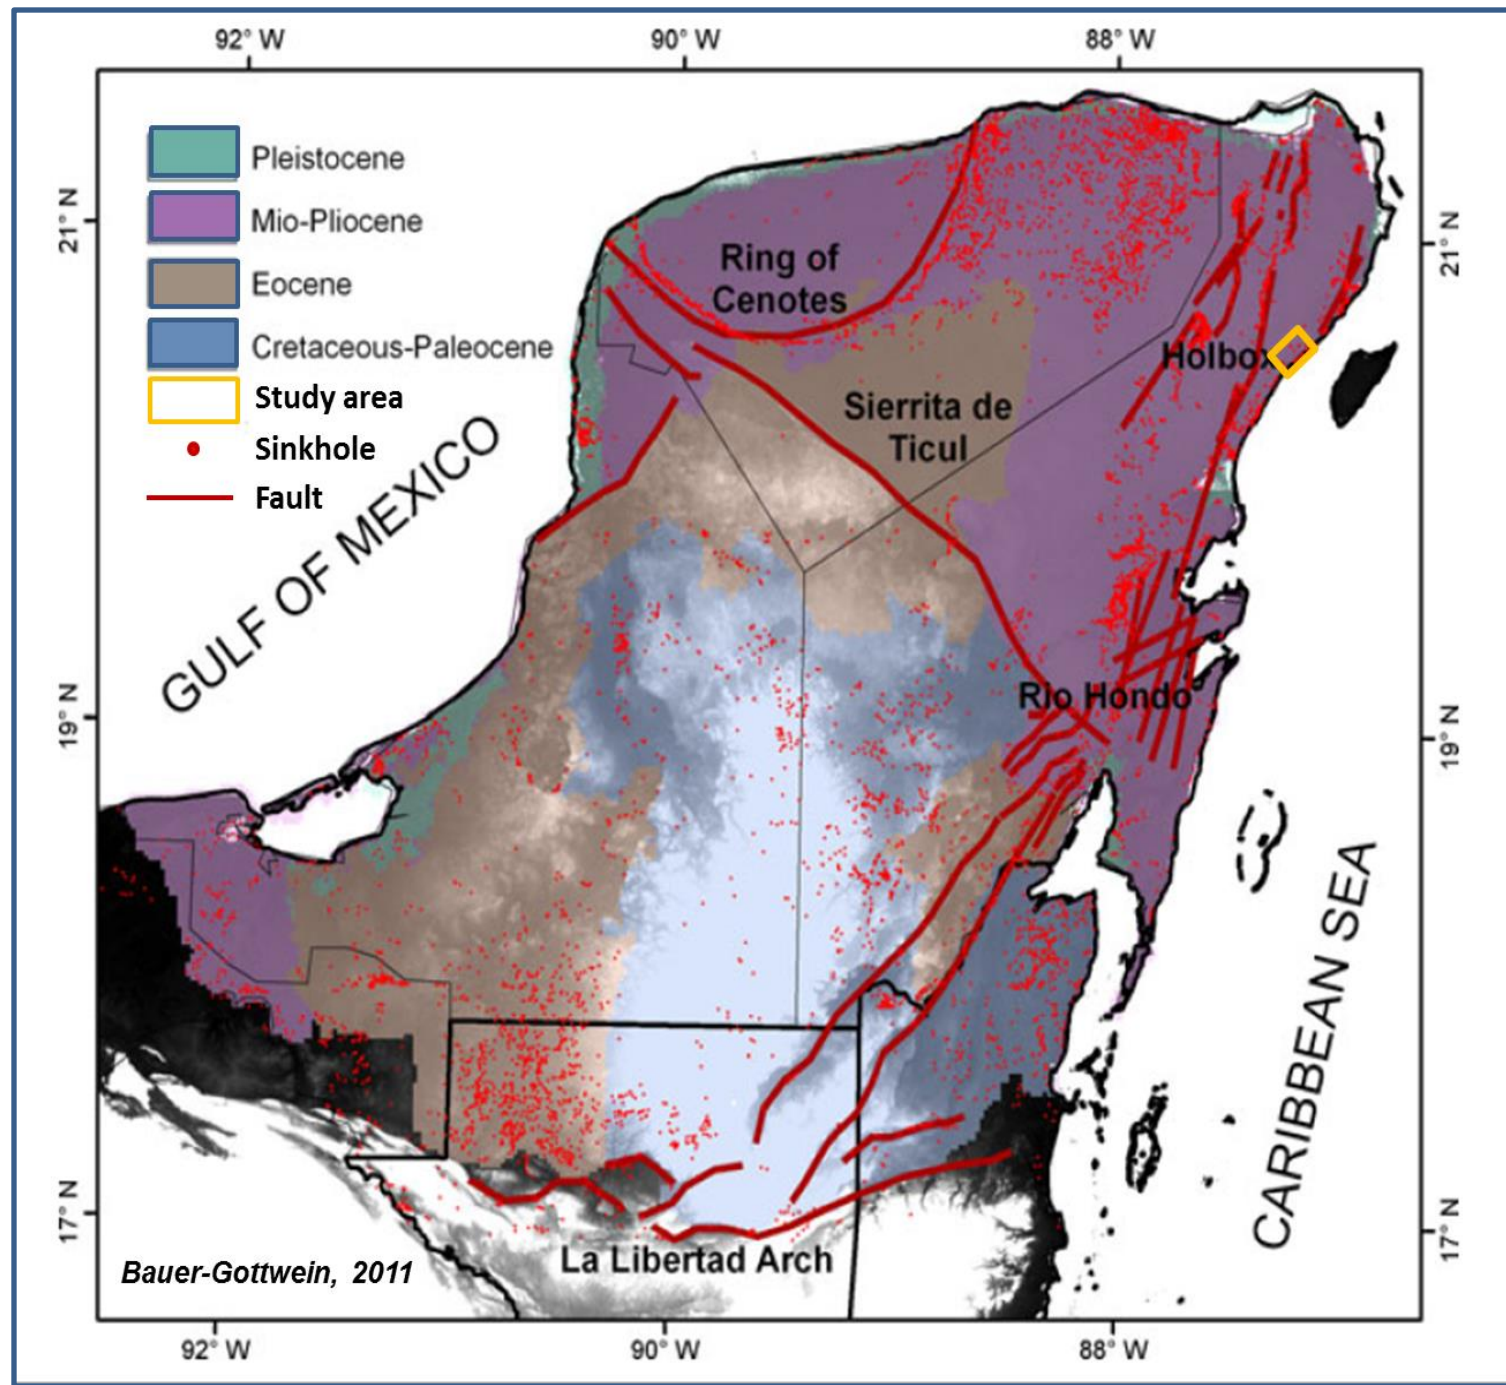 92° W
90° W
88° W
Pleistocene
Mio-Pliocene
Eocene
Cretaceous-Paleocene
Study area
Sinkhole
Fault
21° N
21° N
Ring of
Cenotes
Holbox
Sierrita de
Ticul
GULF OF MEXICO
Rio Hondo
19° N
19° N
CARIBBEAN SEA
17° N
17° N
La Libertad Arch
Bauer-Gottwein, 2011
92° W
90° W
88° W